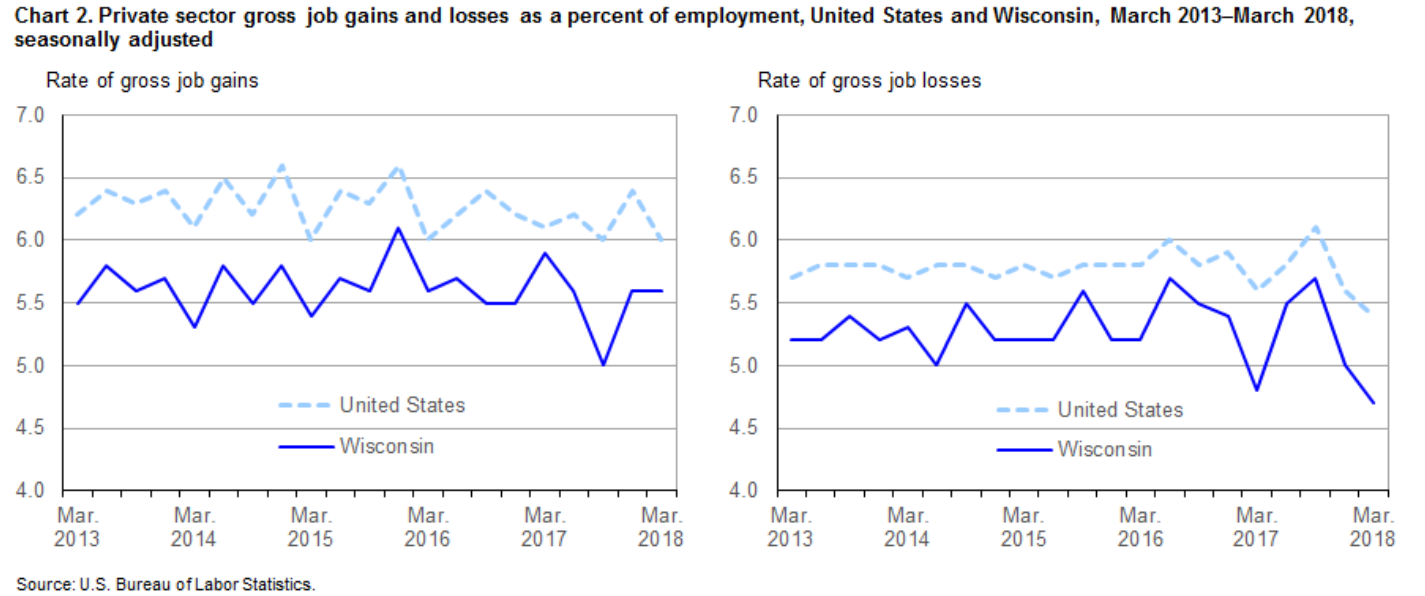 Chart 2. Private sector gross job gains and losses as a percent of employment, United States and Wisconsin, March 2013–March 2018,
seasonally adjusted
Rate of gross job gains
7.0
6.5
6.0
5.5
5.0
4.5
4.0
United States
Wisconsin
Mar. Mar. Mar. Mar. Mar. Mar.
2013 2014 2015 2016 2017 2018
Rate of gross job losses
7.0
6.5
6.0
5.5
5.0
4.5
4.0
United States
Wisconsin
Mar. Mar. Mar. Mar. Mar. Mar.
2013 2014 2015 2016 2017 2018
Source: U.S. Bureau of Labor Statistics.